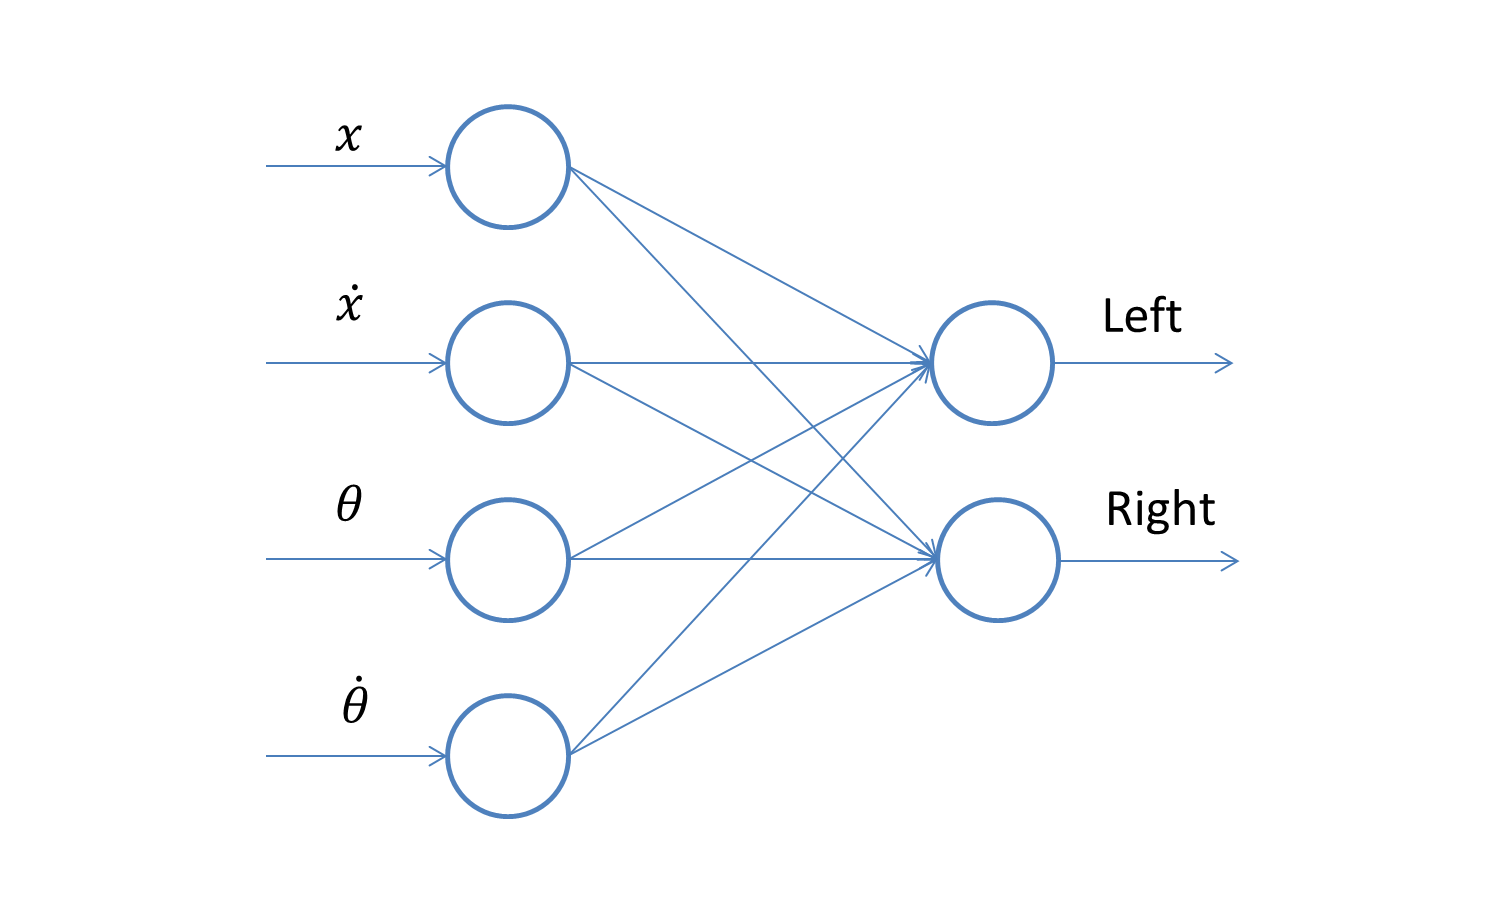 x
ẋ
Left
θ
Right
θ̇